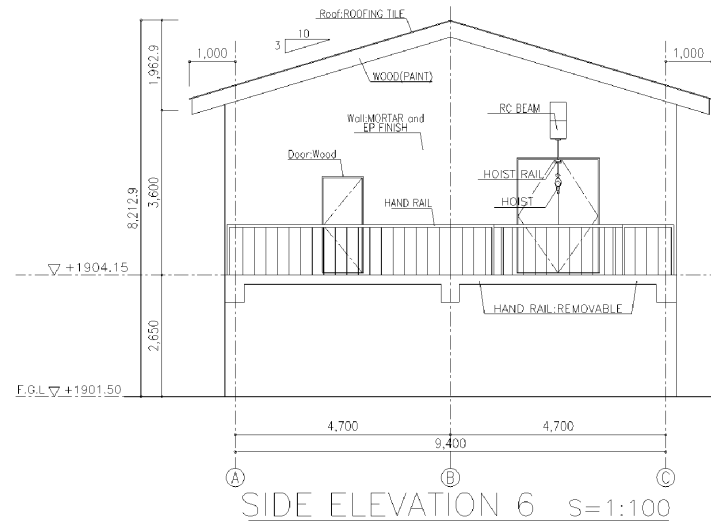 Roof:ROOFING TILE
10
3
1,000
1,000
1,962.9
WOOD(PAINT)
RC BEAM
Wall:MORTAR and
EP FINISH
Door:Wood
HOIST RAIL
HOIST
HAND RAIL
8,212.9
3,600
+1904.15
HAND RAIL:REMOVABLE
2,650
F.G.L +1901.50
4,700
4,700
9,400
A
B
C
SIDE ELEVATION 6 S=1:100